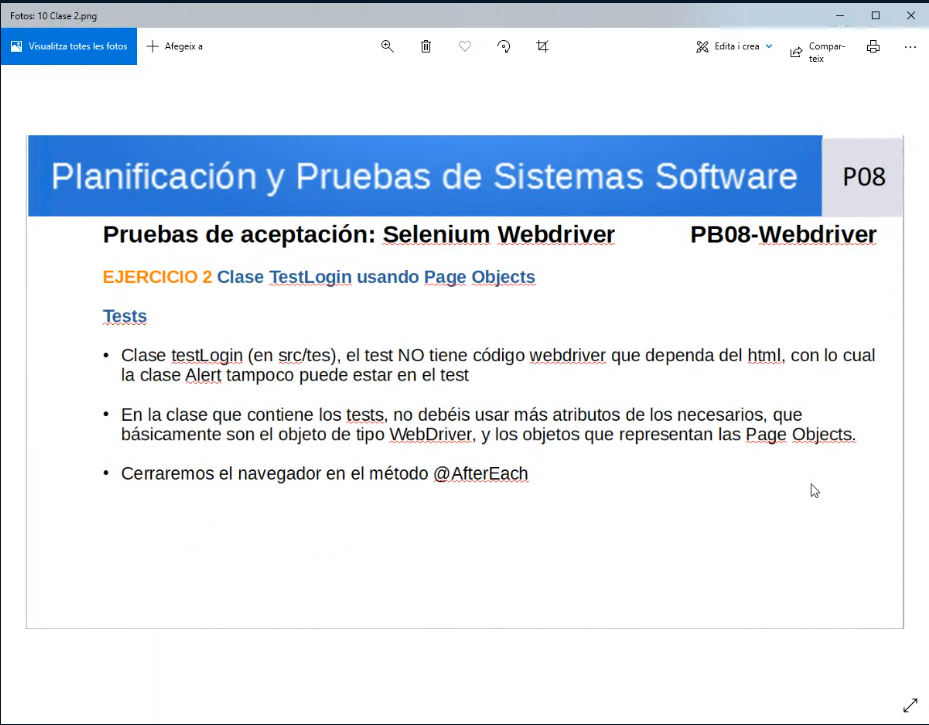 Fotos: 10 Clase 2.png
Visualitza totes les fotos
Afegeix a
Edita i crea
Compar-
teix
Planificación y Pruebas de Sistemas Software
P08
Pruebas de aceptación: Selenium Webdriver
PB08-Webdriver
EJERCICIO 2 Clase TestLogin usando Page Objects
Tests
• Clase testLogin (en src/tes), el test NO tiene código webdriver que dependa del html, con lo cual
la clase Alert tampoco puede estar en el test
• En la clase que contiene los tests, no debéis usar más atributos de los necesarios, que
básicamente son el objeto de tipo WebDriver, y los objetos que representan las Page Objects.
• Cerraremos el navegador en el método @AfterEach